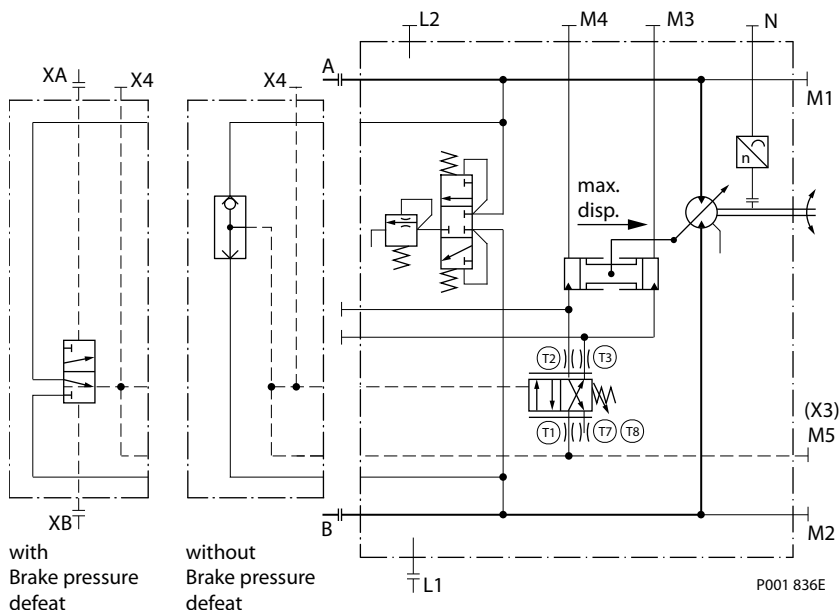 L2
M4
M3
N
XA
X4
X4
A
M1
n
max.
disp.
T2
T3
(X3)
T1
T7
T8
M5
XB
B
M2
with
Brake pressure
defeat
without
Brake pressure
defeat
L1
P001 836E